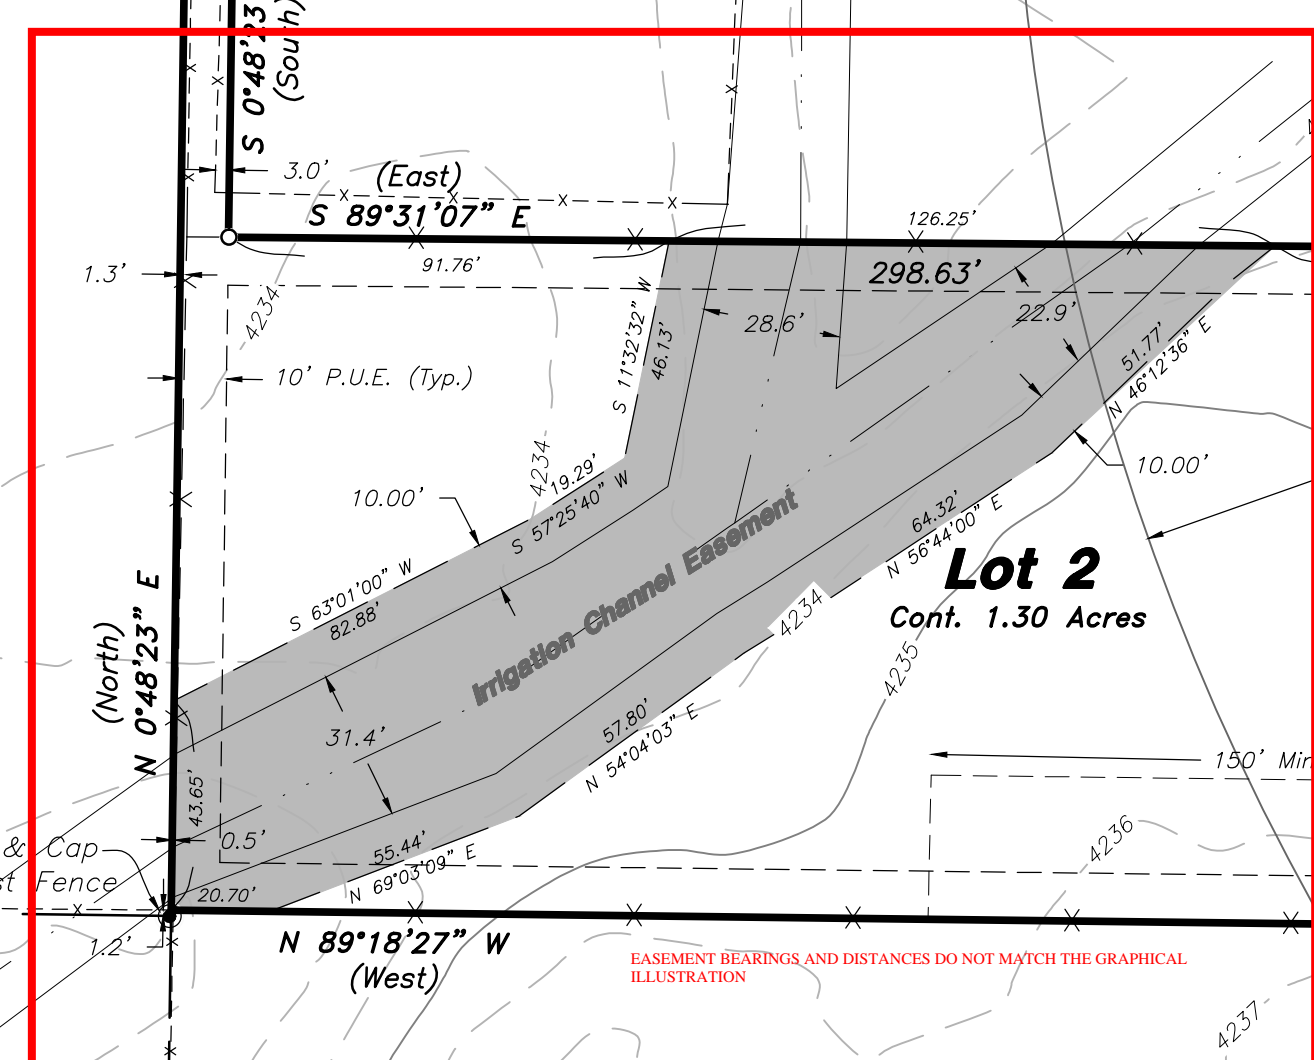 S 0°48'23
(South)
3.0'
(East)
S 89°31'07" E
126.25'
1.3'
91.76'
298.63'
4234
S 11°32'32" W
46.13'
28.6'
22.9'
51.77'
N 46°12'36" E
10' P.U.E. (Typ.)
4234
19.29'
S 57°25'40" W
10.00'
10.00'
64.32'
N 56°44'00" E
Irrigation Channel Easement
Lot 2
Cont. 1.30 Acres
S 63°01'00" W
82.88'
4234
4235
(North)
N 0°48'23" E
31.4'
57.80'
N 54°04'03" E
150' Min
43.65'
0.5'
4236
& Cap
st Fence
55.44'
N 69°03'09" E
20.70'
1.2'
N 89°18'27" W
(West)
EASEMENT BEARINGS AND DISTANCES DO NOT MATCH THE GRAPHICAL
ILLUSTRATION
4237